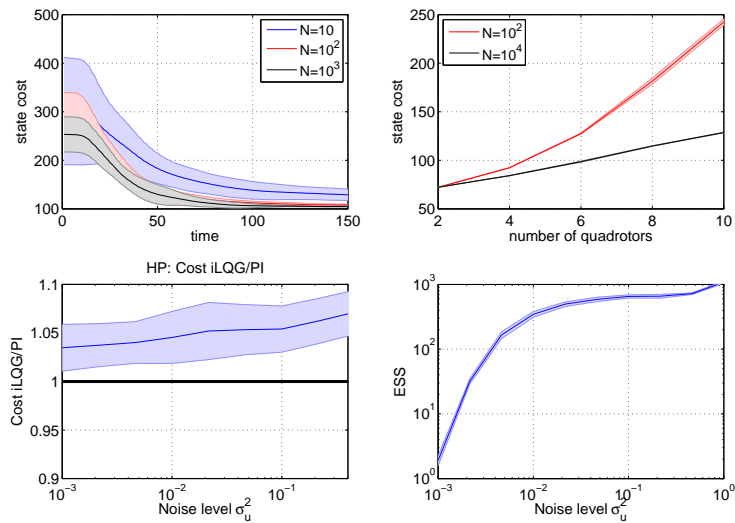 500
400
300
200
100
0
50
100
150
state cost
time
N=10
N=10²
N=10³
250
200
150
100
50
2
4
6
8
10
state cost
number of quadrotors
N=10²
N=10⁴
HP: Cost iLQG/PI
1.1
1.05
1
0.95
0.9
10⁻³
10⁻²
10⁻¹
Cost iLQG/PI
Noise level σᵤ²
10³
10²
10¹
10⁰
10⁻³
10⁻²
10⁻¹
10⁰
ESS
Noise level σᵤ²